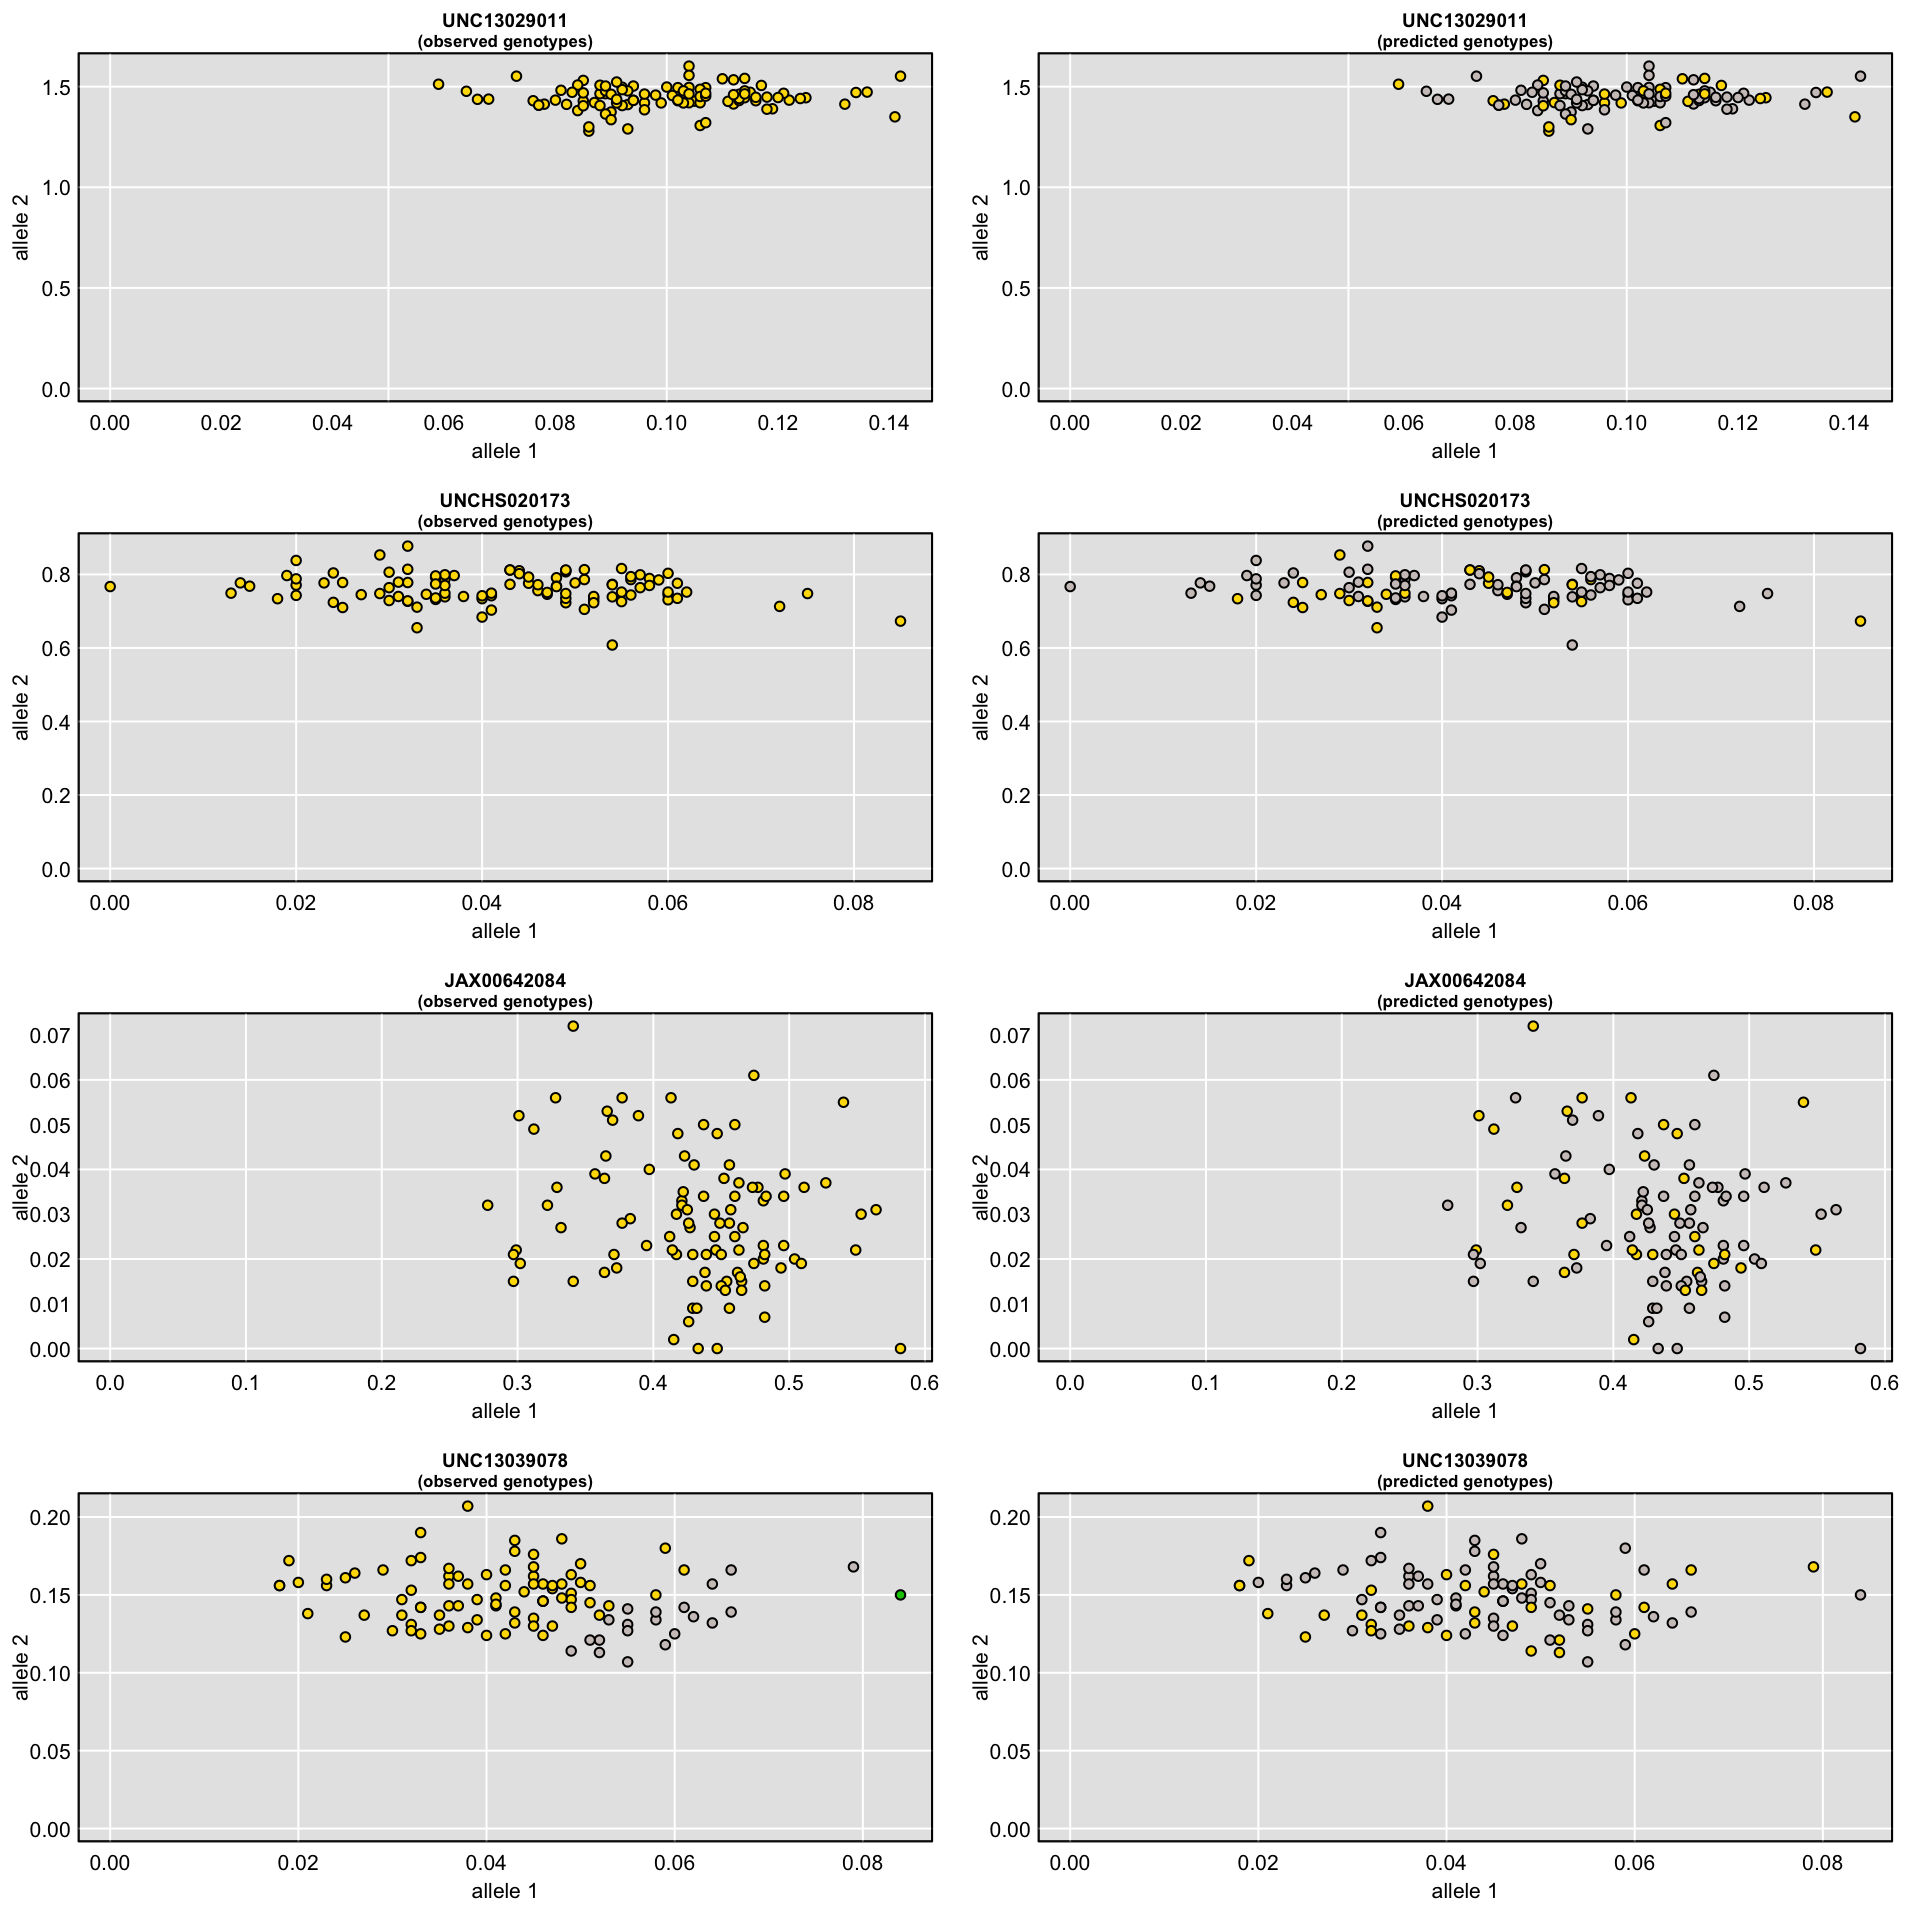 UNC13029011
(observed genotypes)
allele 2
1.5
1.0
0.5
0.0
0.00 0.02 0.04 0.06 0.08 0.10 0.12 0.14
allele 1
UNC13029011
(predicted genotypes)
allele 2
1.5
1.0
0.5
0.0
0.00 0.02 0.04 0.06 0.08 0.10 0.12 0.14
allele 1
UNCHS020173
(observed genotypes)
allele 2
0.8
0.6
0.4
0.2
0.0
0.00 0.02 0.04 0.06 0.08
allele 1
UNCHS020173
(predicted genotypes)
allele 2
0.8
0.6
0.4
0.2
0.0
0.00 0.02 0.04 0.06 0.08
allele 1
JAX00642084
(observed genotypes)
allele 2
0.07
0.06
0.05
0.04
0.03
0.02
0.01
0.00
0.0 0.1 0.2 0.3 0.4 0.5 0.6
allele 1
JAX00642084
(predicted genotypes)
allele 2
0.07
0.06
0.05
0.04
0.03
0.02
0.01
0.00
0.0 0.1 0.2 0.3 0.4 0.5 0.6
allele 1
UNC13039078
(observed genotypes)
allele 2
0.20
0.15
0.10
0.05
0.00
0.00 0.02 0.04 0.06 0.08
allele 1
UNC13039078
(predicted genotypes)
allele 2
0.20
0.15
0.10
0.05
0.00
0.00 0.02 0.04 0.06 0.08
allele 1